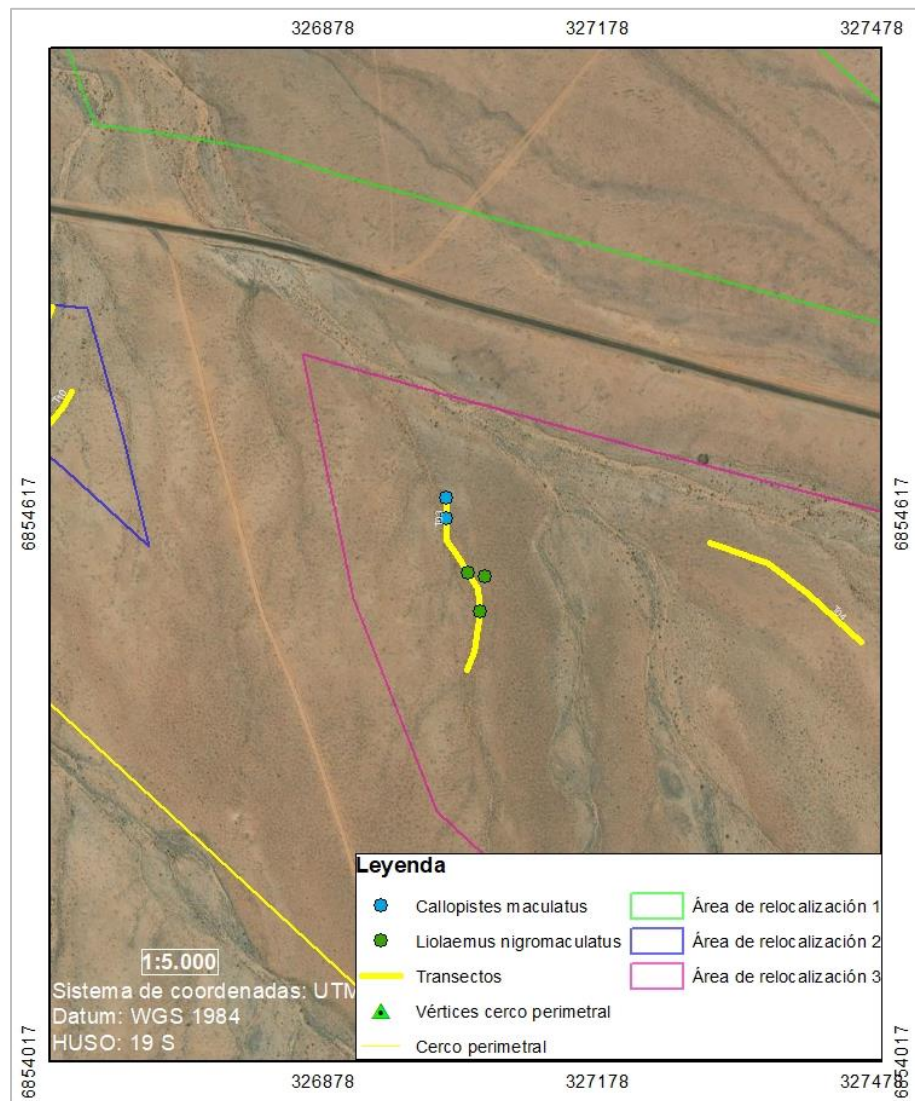 326878 327178 327478
6854617 6854617
T10
T04
Leyenda
Callopistes maculatus
Área de relocalización 1
Liolaemus nigromaculatus
Área de relocalización 2
Transectos
Área de relocalización 3
Vértices cerco perimetral
Cerco perimetral
1:5.000
Sistema de coordenadas: UTM
Datum: WGS 1984
HUSO: 19 S
6854017 6854017
326878 327178 327478